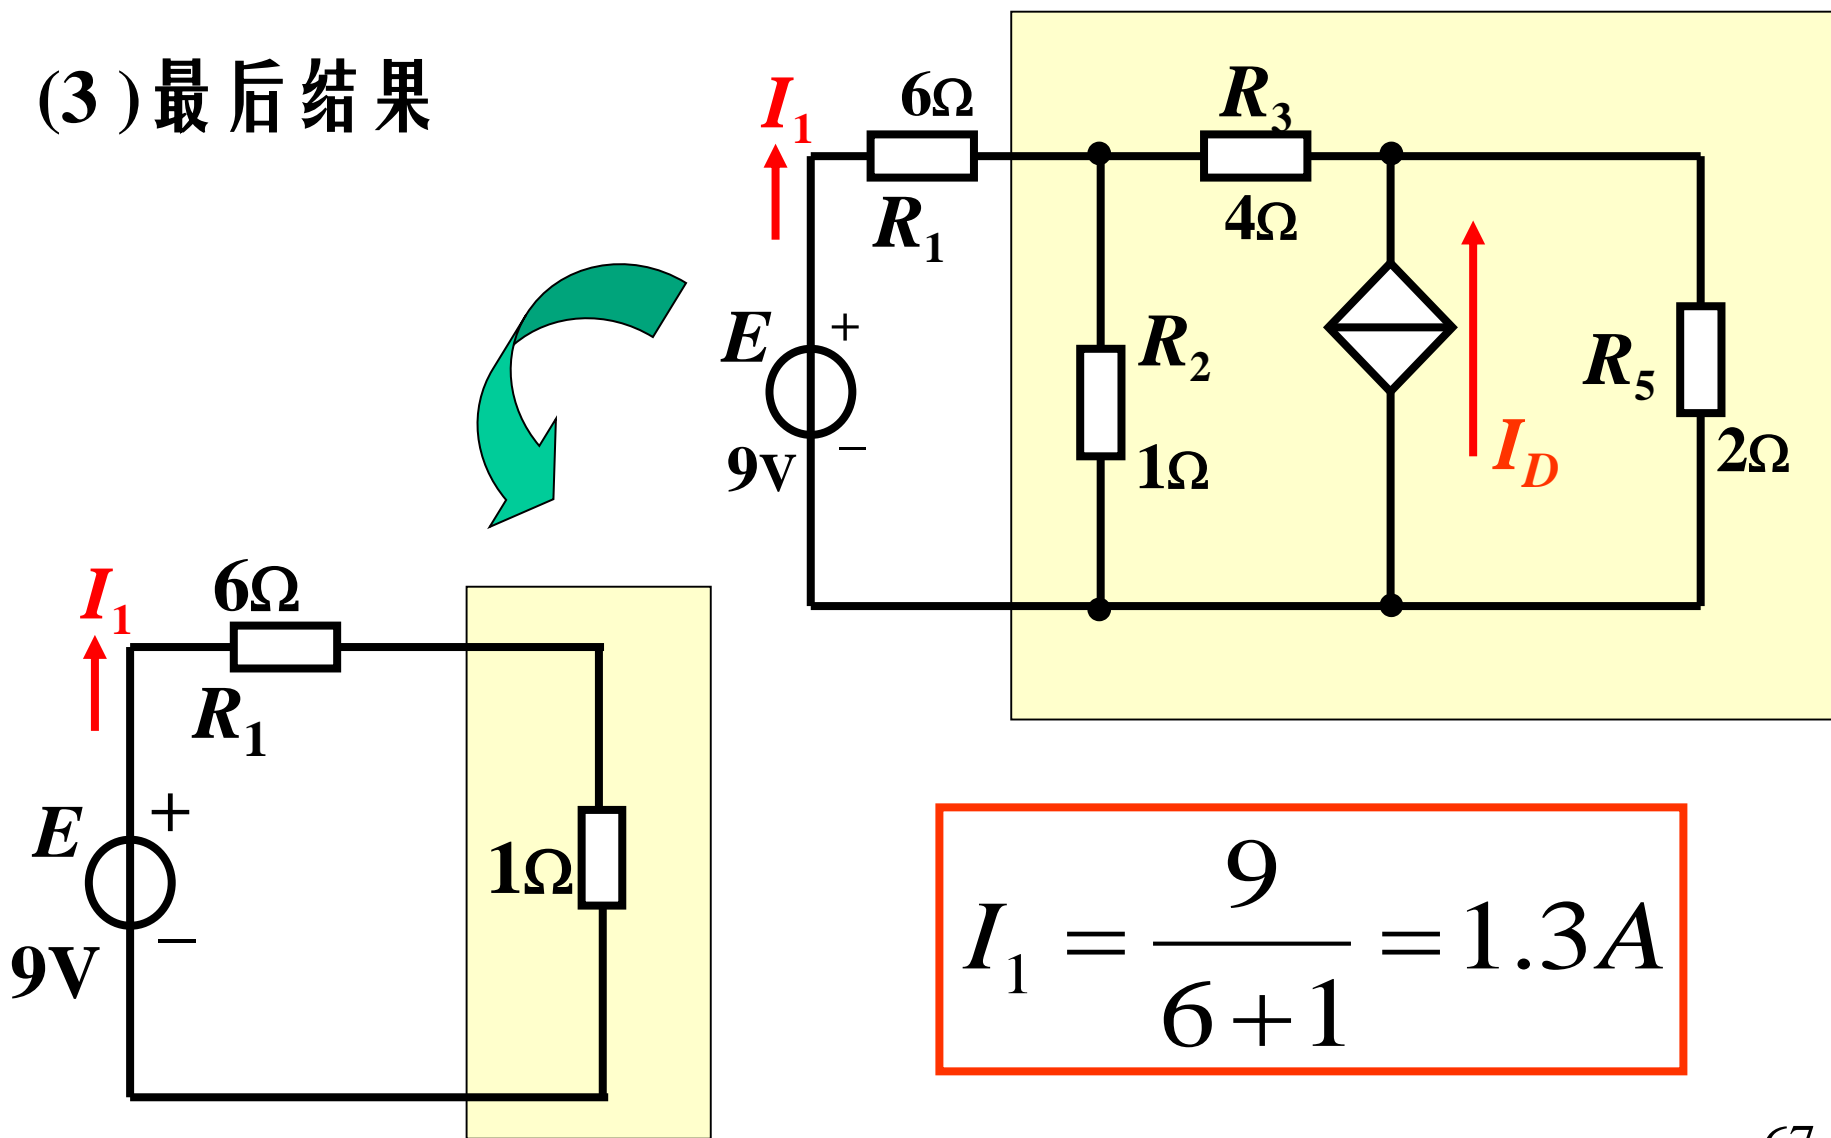 (3)最后结果
I1
6Ω
R1
E
+
−
9V
R3
4Ω
R2
1Ω
ID
R5
2Ω
I1
6Ω
R1
E
+
−
9V
1Ω
I1 = 9/(6+1) = 1.3A
67